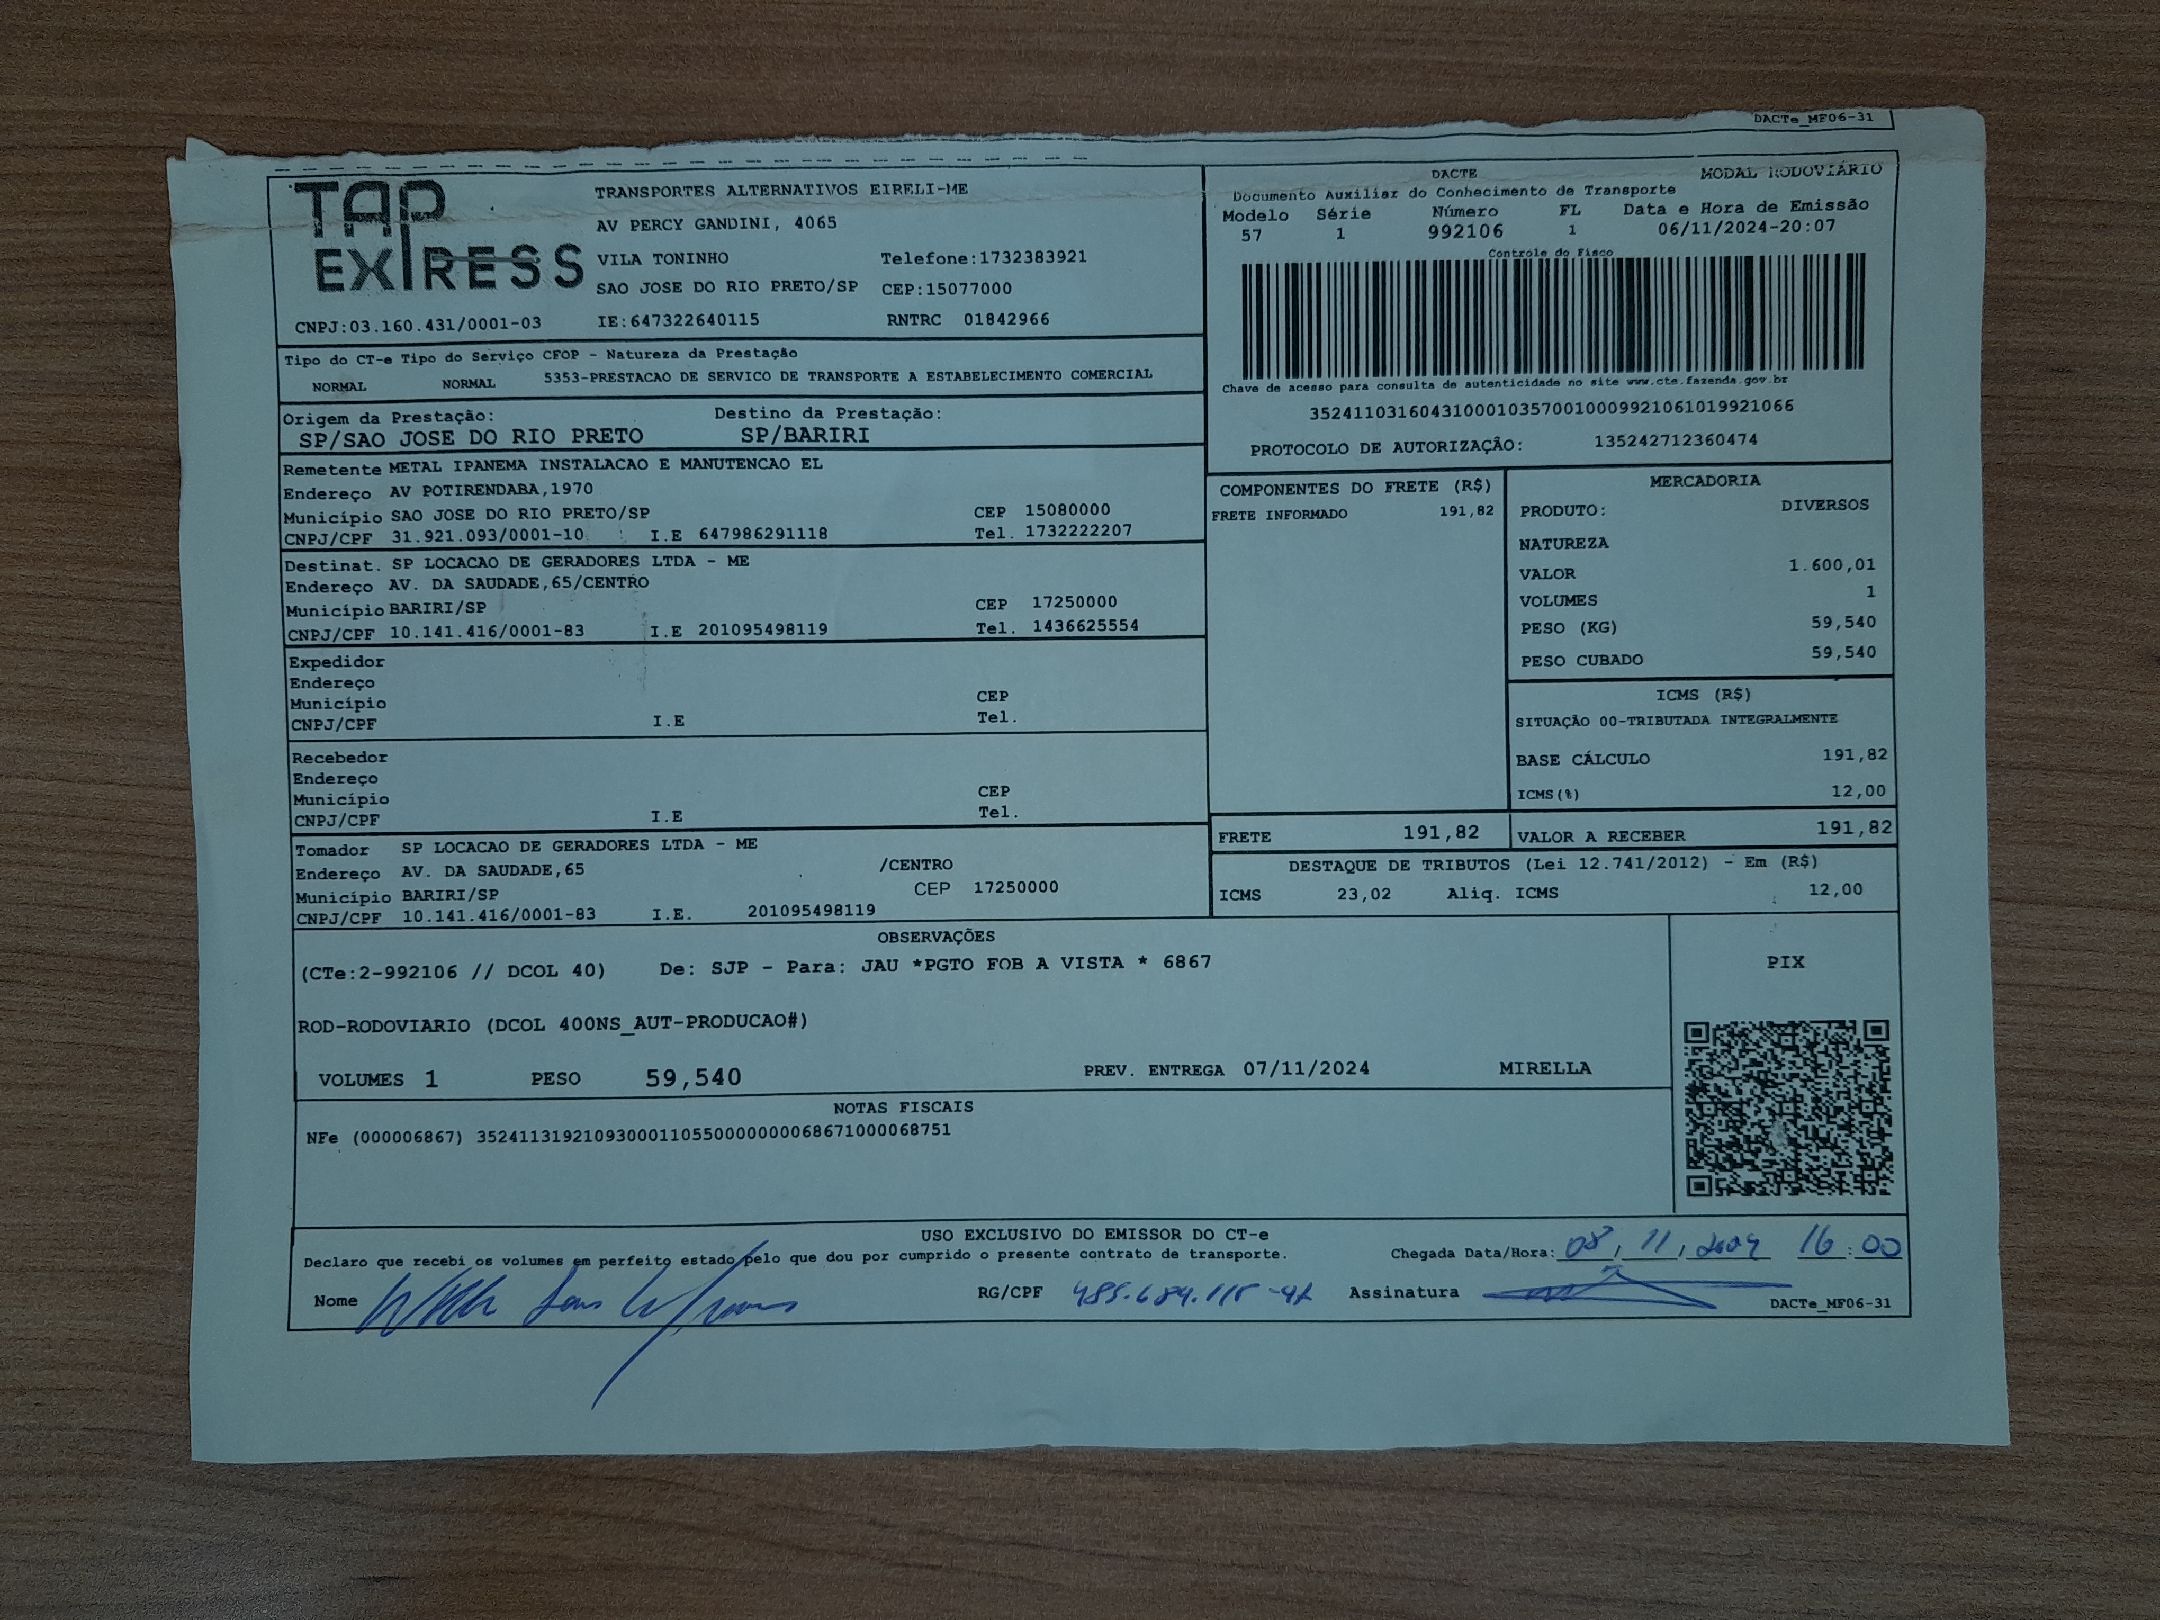 DACTe_MF06-31
TAP EXPRESS
TRANSPORTES ALTERNATIVOS EIRELI-ME
AV PERCY GANDINI, 4065
VILA TONINHO Telefone:1732383921
SAO JOSE DO RIO PRETO/SP CEP:15077000
CNPJ:03.160.431/0001-03 IE:647322640115 RNTRC 01842966
DACTE MODAL RODOVIÁRIO
Documento Auxiliar do Conhecimento de Transporte
Modelo Série Número FL Data e Hora de Emissão
57 1 992106 1 06/11/2024-20:07
Controle do Fisco
Chave de acesso para consulta de autenticidade no site www.cte.fazenda.gov.br
35241103160431000103570010009921061019921066
PROTOCOLO DE AUTORIZAÇÃO: 135242712360474
Tipo do CT-e Tipo do Serviço CFOP - Natureza da Prestação
NORMAL NORMAL 5353-PRESTACAO DE SERVICO DE TRANSPORTE A ESTABELECIMENTO COMERCIAL
Origem da Prestação: Destino da Prestação:
SP/SAO JOSE DO RIO PRETO SP/BARIRI
Remetente METAL IPANEMA INSTALACAO E MANUTENCAO EL
Endereço AV POTIRENDABA,1970
Município SAO JOSE DO RIO PRETO/SP CEP 15080000
CNPJ/CPF 31.921.093/0001-10 I.E 647986291118 Tel. 1732222207
Destinat. SP LOCACAO DE GERADORES LTDA - ME
Endereço AV. DA SAUDADE,65/CENTRO
Município BARIRI/SP CEP 17250000
CNPJ/CPF 10.141.416/0001-83 I.E 201095498119 Tel. 1436625554
Expedidor
Endereço
Município CEP
CNPJ/CPF I.E Tel.
Recebedor
Endereço
Município CEP
CNPJ/CPF I.E Tel.
Tomador SP LOCACAO DE GERADORES LTDA - ME
Endereço AV. DA SAUDADE,65 /CENTRO
Município BARIRI/SP CEP 17250000
CNPJ/CPF 10.141.416/0001-83 I.E. 201095498119
COMPONENTES DO FRETE (R$)
FRETE INFORMADO 191,82
MERCADORIA
PRODUTO: DIVERSOS
NATUREZA
VALOR 1.600,01
VOLUMES 1
PESO (KG) 59,540
PESO CUBADO 59,540
ICMS (R$)
SITUAÇÃO 00-TRIBUTADA INTEGRALMENTE
BASE CÁLCULO 191,82
ICMS(%) 12,00
FRETE 191,82 VALOR A RECEBER 191,82
DESTAQUE DE TRIBUTOS (Lei 12.741/2012) - Em (R$)
ICMS 23,02 Aliq. ICMS 12,00
OBSERVAÇÕES
(CTe:2-992106 // DCOL 40) De: SJP - Para: JAU *PGTO FOB A VISTA * 6867
ROD-RODOVIARIO (DCOL 400NS_AUT-PRODUCAO#)
VOLUMES 1 PESO 59,540 PREV. ENTREGA 07/11/2024 MIRELLA
PIX
NOTAS FISCAIS
NFe (000006867) 35241131921093000110550000000068671000068751
USO EXCLUSIVO DO EMISSOR DO CT-e
Declaro que recebi os volumes em perfeito estado pelo que dou por cumprido o presente contrato de transporte. Chegada Data/Hora: 08, 11, 2024 16:00
Nome RG/CPF Assinatura
DACTe_MF06-31